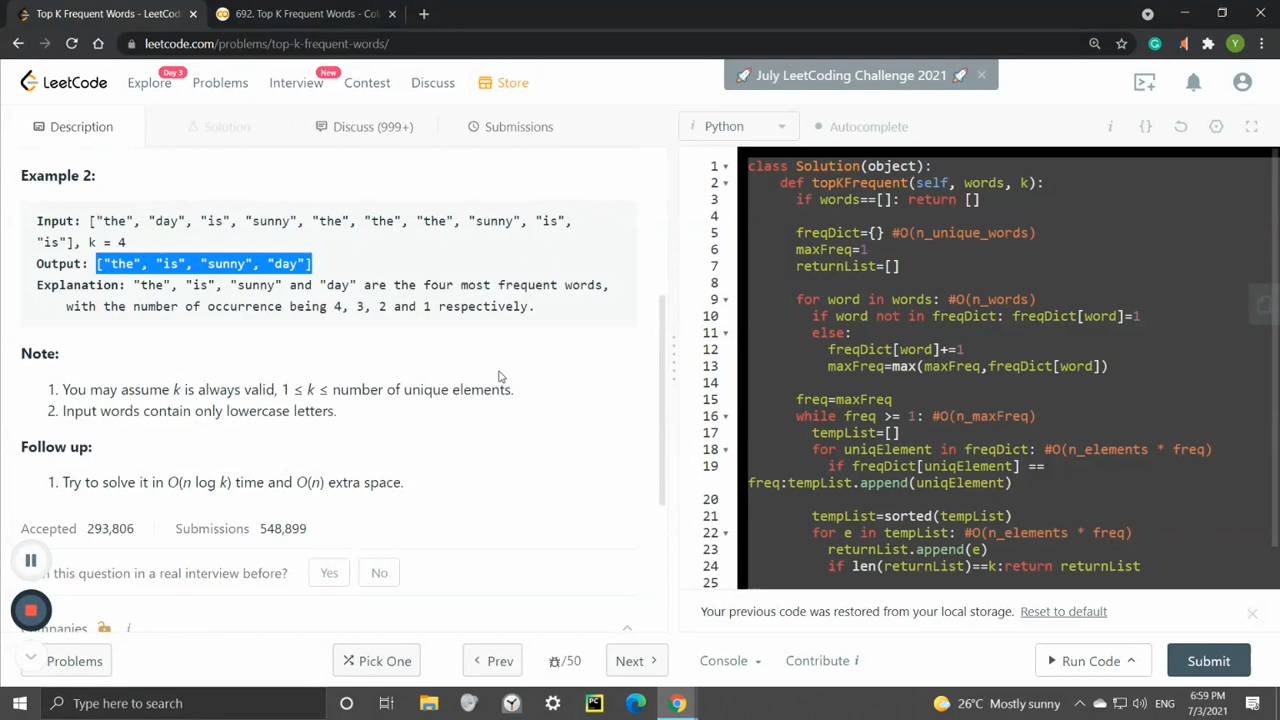 Top K Frequent Words - LeetCod
692. Top K Frequent Words - Col
leetcode.com/problems/top-k-frequent-words/
Y
LeetCode
Explore
Day 3
Problems
Interview
New
Contest
Discuss
Store
🚀 July LeetCoding Challenge 2021 🚀
Description
Solution
Discuss (999+)
Submissions
i Python
Autocomplete
i
{}
Example 2:
Input: ["the", "day", "is", "sunny", "the", "the", "the", "sunny", "is",
"is"], k = 4
Output: ["the", "is", "sunny", "day"]
Explanation: "the", "is", "sunny" and "day" are the four most frequent words,
with the number of occurrence being 4, 3, 2 and 1 respectively.
Note:
1. You may assume k is always valid, 1 ≤ k ≤ number of unique elements.
2. Input words contain only lowercase letters.
Follow up:
1. Try to solve it in O(n log k) time and O(n) extra space.
Accepted 293,806 Submissions 548,899
n this question in a real interview before? Yes No
Companies i
1 class Solution(object):
2 def topKFrequent(self, words, k):
3 if words==[]: return []
4
5 freqDict={} #O(n_unique_words)
6 maxFreq=1
7 returnList=[]
8
9 for word in words: #O(n_words)
10 if word not in freqDict: freqDict[word]=1
11 else:
12 freqDict[word]+=1
13 maxFreq=max(maxFreq,freqDict[word])
14
15 freq=maxFreq
16 while freq >= 1: #O(n_maxFreq)
17 tempList=[]
18 for uniqElement in freqDict: #O(n_elements * freq)
19 if freqDict[uniqElement] ==
freq:tempList.append(uniqElement)
20
21 tempList=sorted(tempList)
22 for e in tempList: #O(n_elements * freq)
23 returnList.append(e)
24 if len(returnList)==k:return returnList
25
Your previous code was restored from your local storage. Reset to default
Problems
Pick One
Prev
/50
Next
Console
Contribute i
Run Code
Submit
Type here to search
PC
26°C Mostly sunny
ENG
6:59 PM
7/3/2021